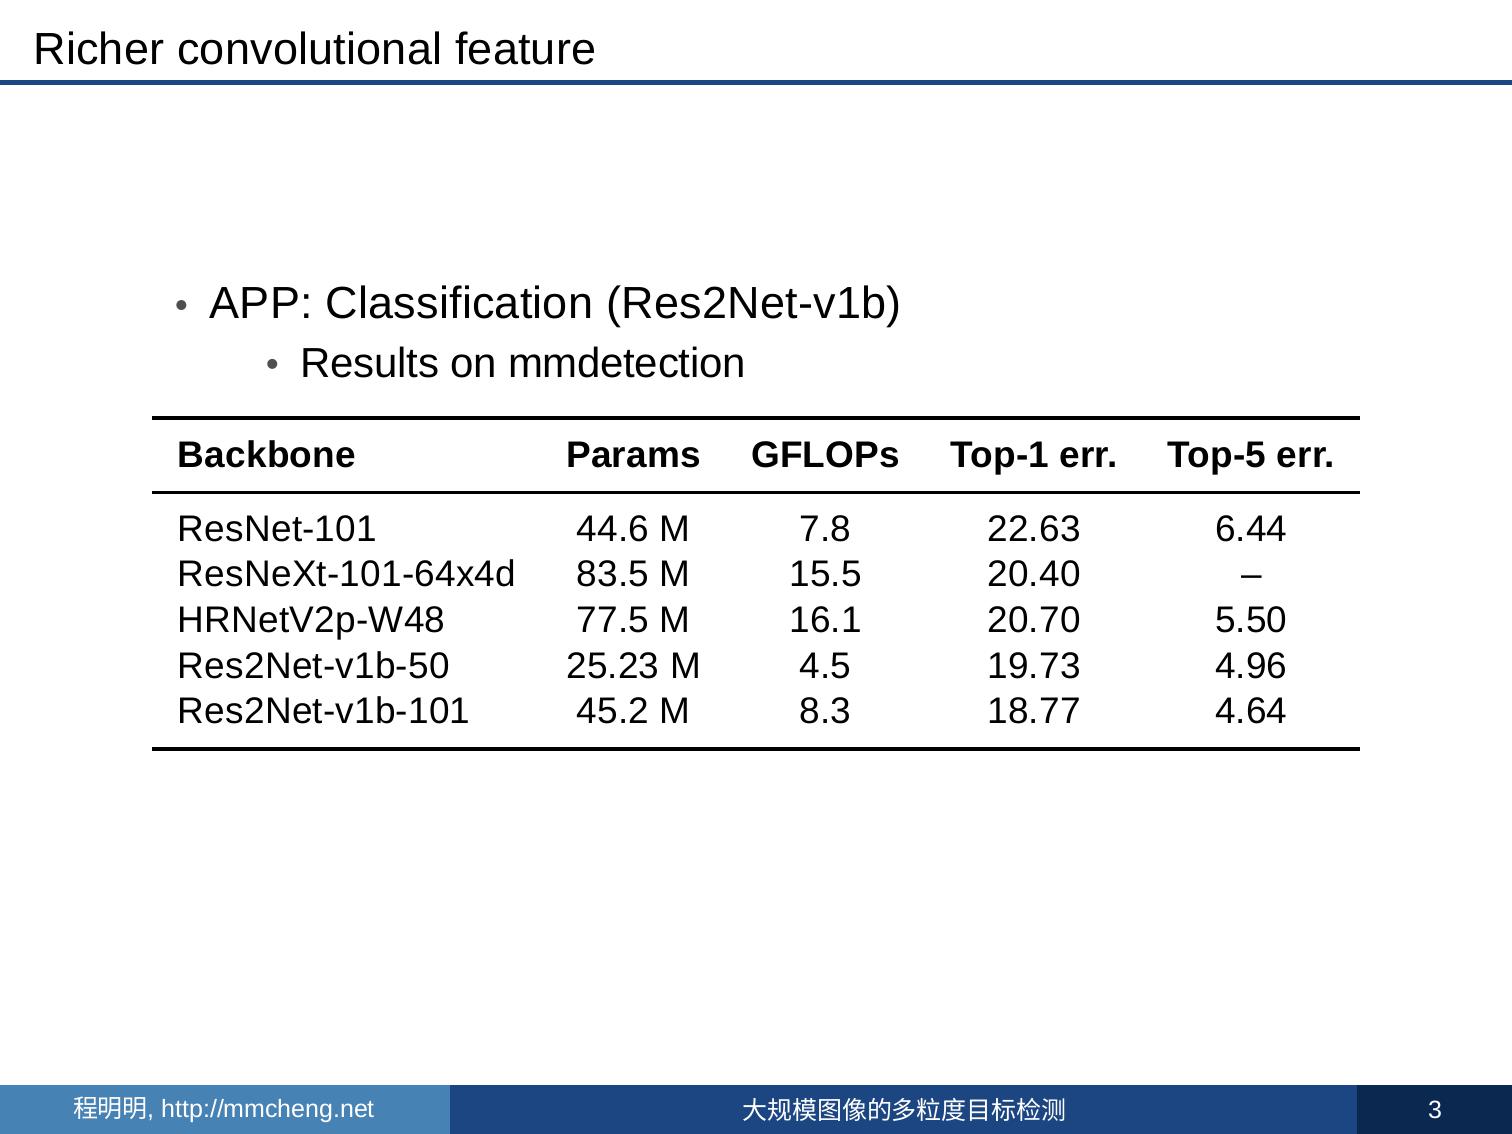 Richer convolutional feature
• APP: Classification (Res2Net-v1b)
• Results on mmdetection
Backbone Params GFLOPs Top-1 err. Top-5 err.
ResNet-101 44.6 M 7.8 22.63 6.44
ResNeXt-101-64x4d 83.5 M 15.5 20.40 –
HRNetV2p-W48 77.5 M 16.1 20.70 5.50
Res2Net-v1b-50 25.23 M 4.5 19.73 4.96
Res2Net-v1b-101 45.2 M 8.3 18.77 4.64
程明明, http://mmcheng.net 大规模图像的多粒度目标检测 3